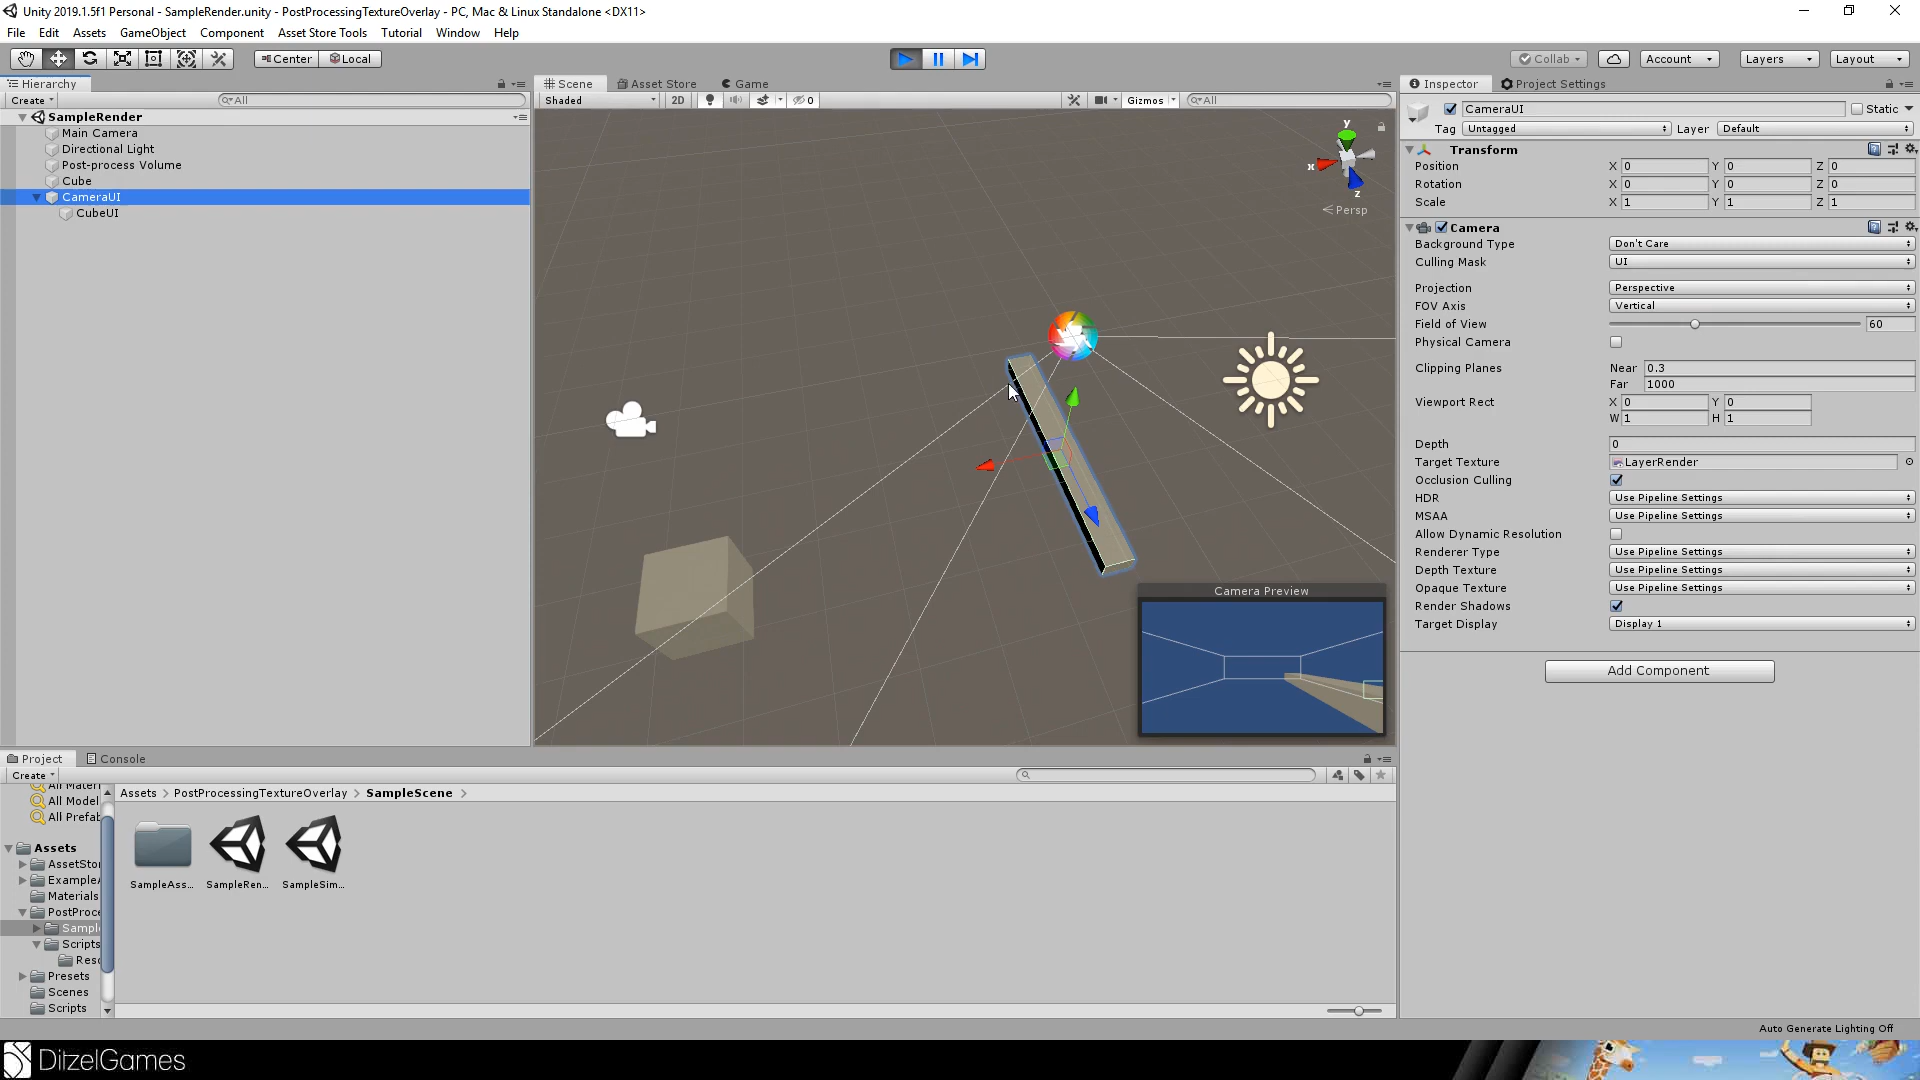 Unity 2019.1.5f1 Personal - SampleRender.unity - PostProcessingTextureOverlay - PC, Mac & Linux Standalone <DX11>
File Edit Assets GameObject Component Asset Store Tools Tutorial Window Help
Center Local Collab Account Layers Layout
Hierarchy
Create All
SampleRender
Main Camera
Directional Light
Post-process Volume
Cube
CameraUI
CubeUI
Scene Asset Store Game
Shaded 2D 0 Gizmos All
y
x
z
Persp
Camera Preview
Inspector Project Settings
CameraUI Static
Tag Untagged Layer Default
Transform
Position X 0 Y 0 Z 0
Rotation X 0 Y 0 Z 0
Scale X 1 Y 1 Z 1
Camera
Background Type Don't Care
Culling Mask UI
Projection Perspective
FOV Axis Vertical
Field of View 60
Physical Camera
Clipping Planes Near 0.3
Far 1000
Viewport Rect X 0 Y 0
W 1 H 1
Depth 0
Target Texture LayerRender
Occlusion Culling
HDR Use Pipeline Settings
MSAA Use Pipeline Settings
Allow Dynamic Resolution
Renderer Type Use Pipeline Settings
Depth Texture Use Pipeline Settings
Opaque Texture Use Pipeline Settings
Render Shadows
Target Display Display 1
Add Component
Project Console
Create
All Materi
All Model
All Prefab
Assets
AssetStor
Example
Materials
PostProce
Sampl
Scripts
Reso
Presets
Scenes
Scripts
Assets > PostProcessingTextureOverlay > SampleScene >
SampleAss... SampleRen... SampleSim...
Auto Generate Lighting Off
DitzelGames